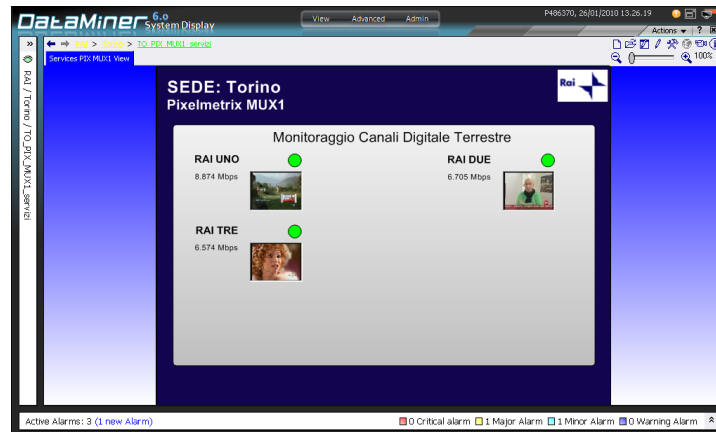 DataMiner 6.0
System Display
View Advanced Admin
P486370, 26/01/2010 13.26.19
Actions ?
> Torino > TO_PIX_MUX1_servizi
Services PIX MUX1 View
100%
RAI / Torino / TO_PIX_MUX1_servizi
SEDE: Torino
Pixelmetrix MUX1
Rai
Monitoraggio Canali Digitale Terrestre
RAI UNO
8.874 Mbps
RAI DUE
6.705 Mbps
RAI TRE
6.574 Mbps
Active Alarms: 3 (1 new Alarm)
0 Critical alarm 1 Major Alarm 1 Minor Alarm 0 Warning Alarm